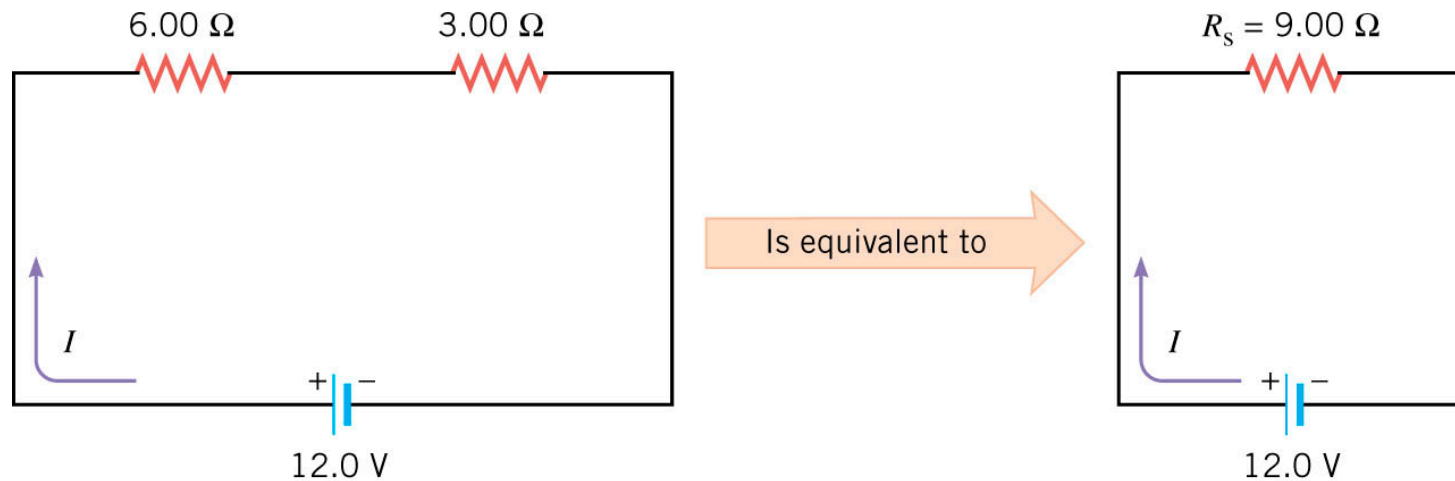 6.00 Ω
3.00 Ω
R_S = 9.00 Ω
Is equivalent to
I
I
+ −
+ −
12.0 V
12.0 V